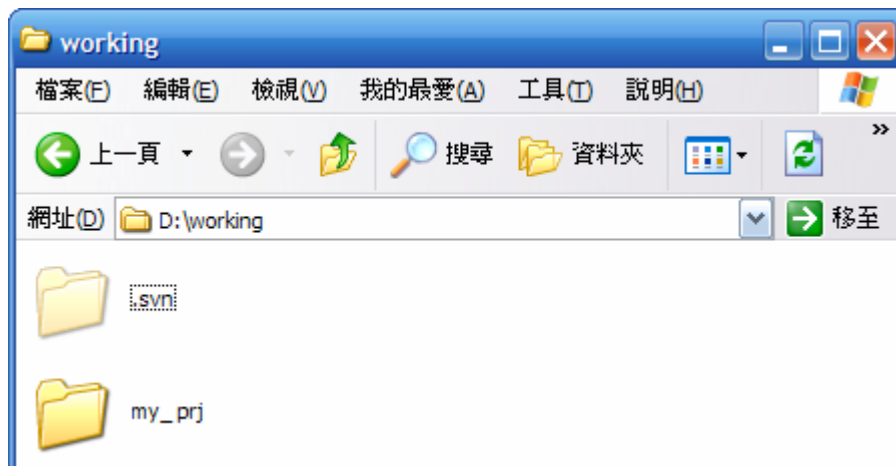 working
檔案(F) 編輯(E) 檢視(V) 我的最愛(A) 工具(T) 說明(H)
上一頁 搜尋 資料夾 »
網址(D) D:\working 移至
.svn
my_prj